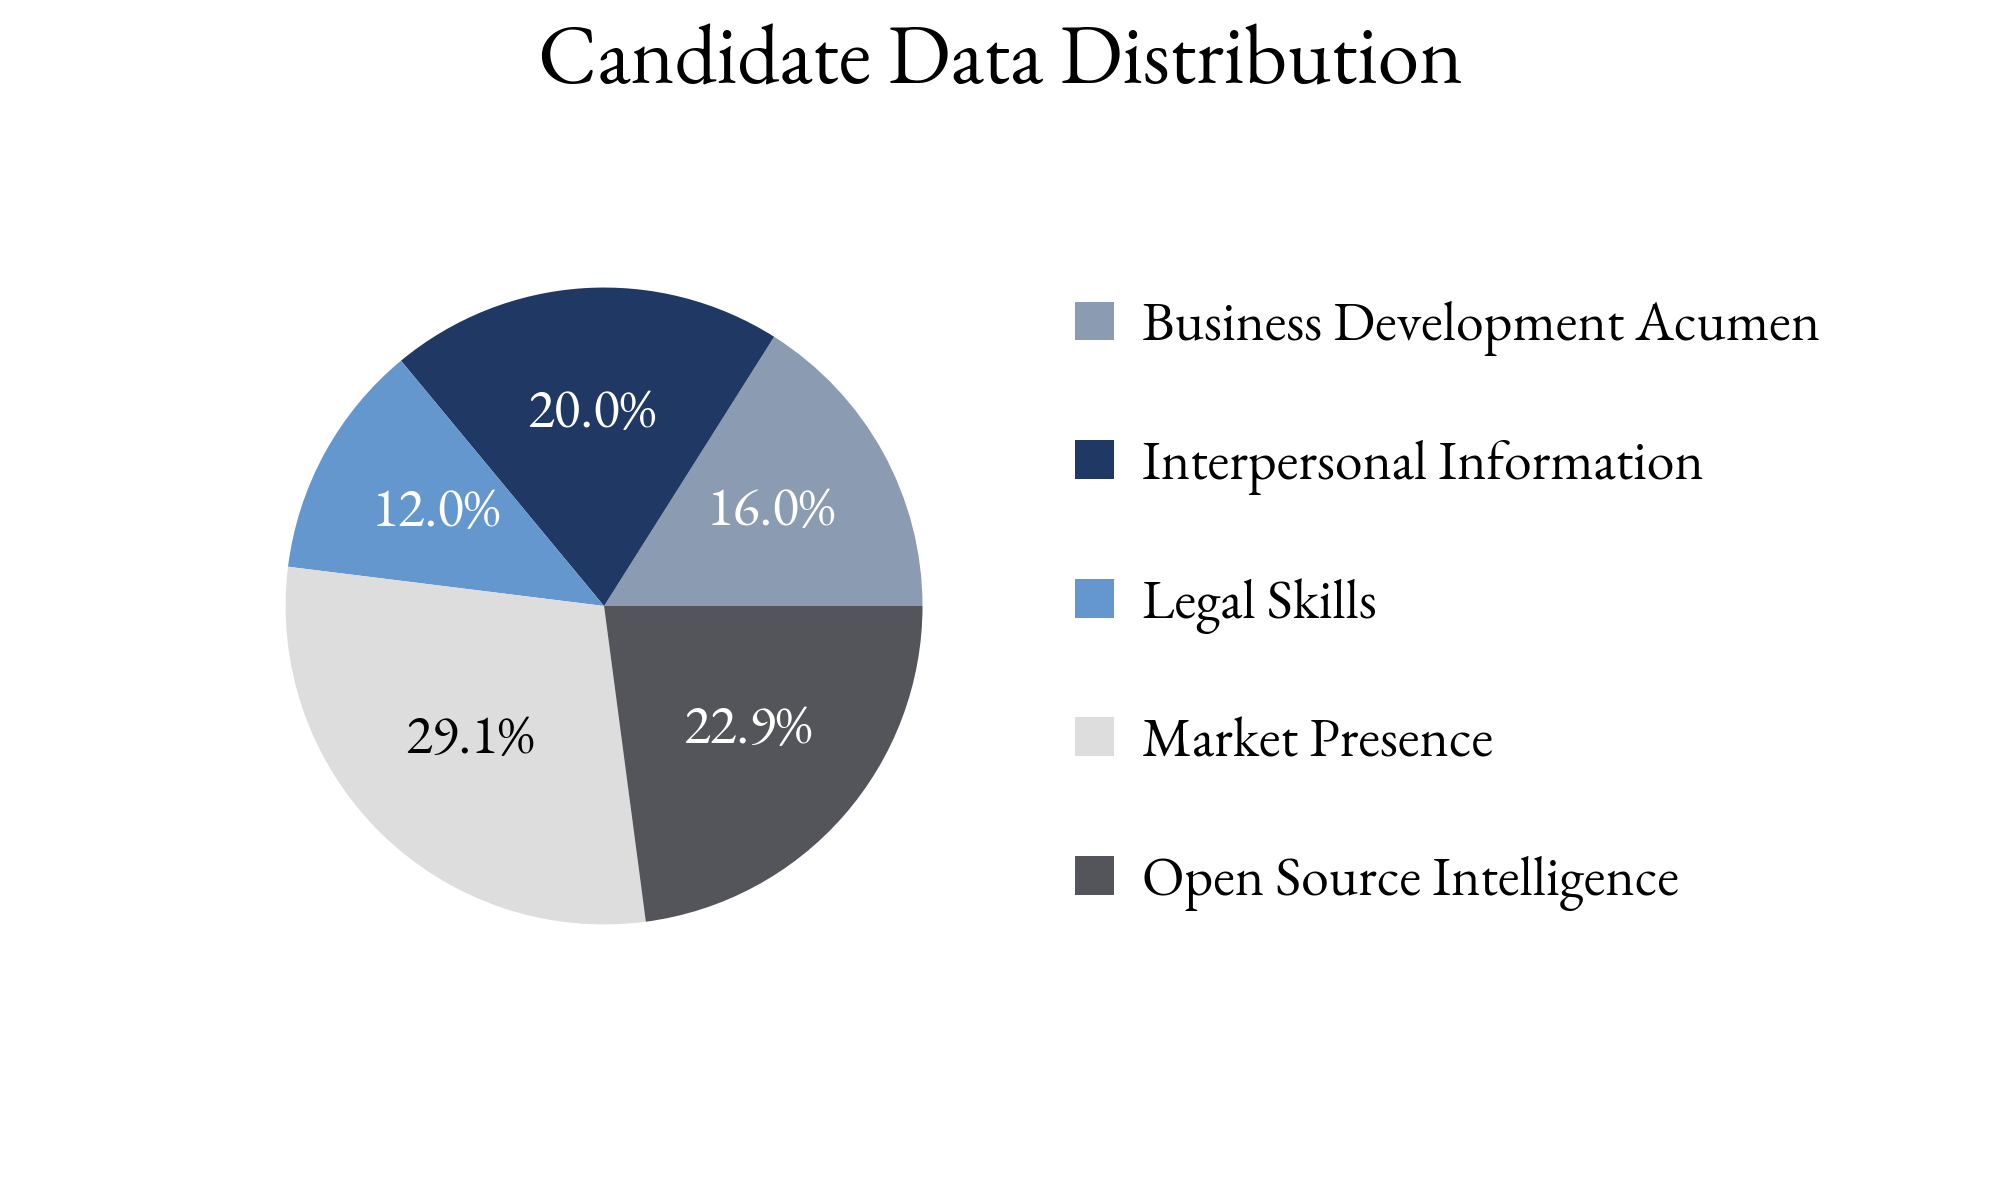 Candidate Data Distribution
20.0%
12.0%
16.0%
29.1%
22.9%
Business Development Acumen
Interpersonal Information
Legal Skills
Market Presence
Open Source Intelligence